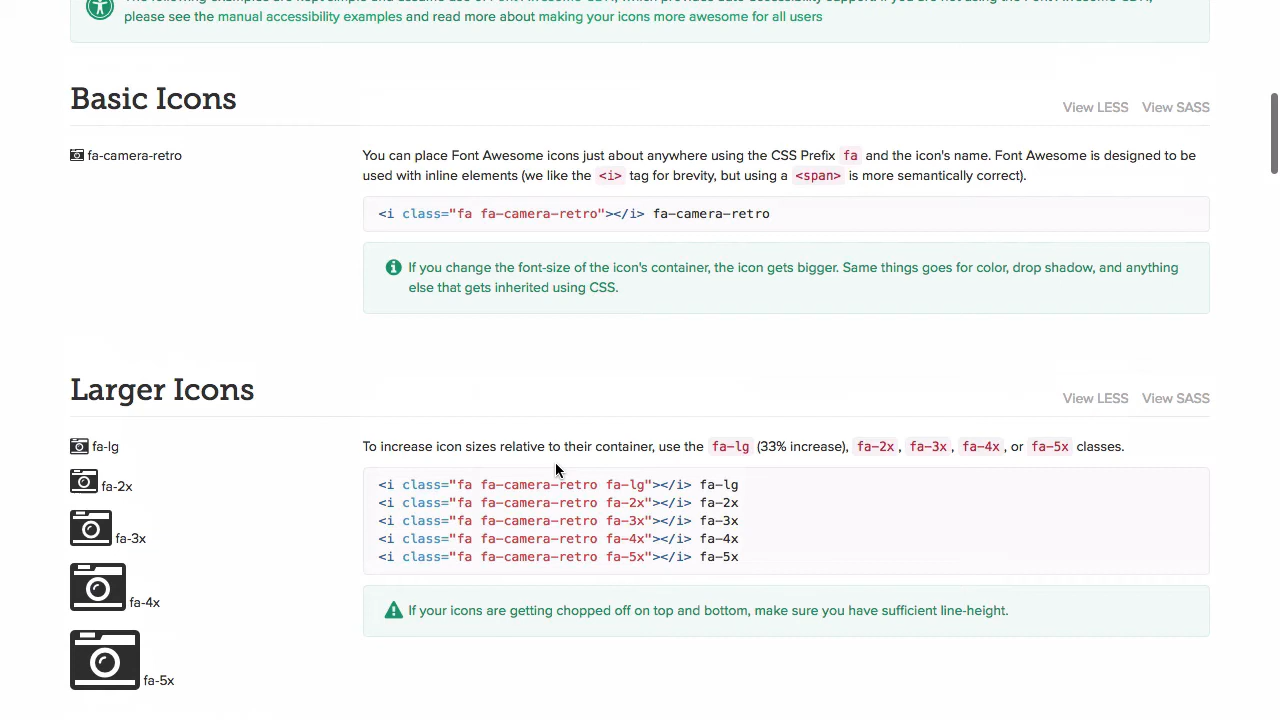 please see the manual accessibility examples and read more about making your icons more awesome for all users
Basic Icons
View LESS View SASS
fa-camera-retro
You can place Font Awesome icons just about anywhere using the CSS Prefix fa and the icon's name. Font Awesome is designed to be
used with inline elements (we like the <i> tag for brevity, but using a <span> is more semantically correct).
<i class="fa fa-camera-retro"></i> fa-camera-retro
If you change the font-size of the icon's container, the icon gets bigger. Same things goes for color, drop shadow, and anything
else that gets inherited using CSS.
Larger Icons
View LESS View SASS
fa-lg
fa-2x
fa-3x
fa-4x
fa-5x
To increase icon sizes relative to their container, use the fa-lg (33% increase), fa-2x, fa-3x, fa-4x, or fa-5x classes.
<i class="fa fa-camera-retro fa-lg"></i> fa-lg
<i class="fa fa-camera-retro fa-2x"></i> fa-2x
<i class="fa fa-camera-retro fa-3x"></i> fa-3x
<i class="fa fa-camera-retro fa-4x"></i> fa-4x
<i class="fa fa-camera-retro fa-5x"></i> fa-5x
If your icons are getting chopped off on top and bottom, make sure you have sufficient line-height.